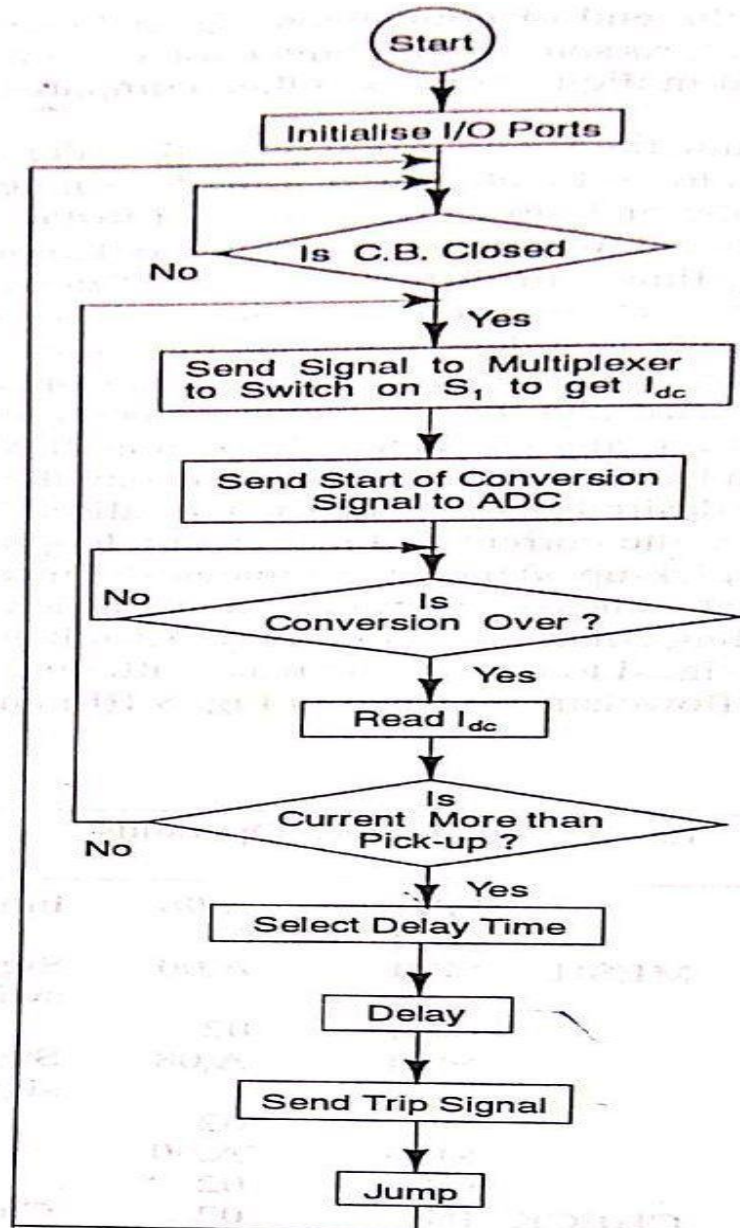 Start
Initialise I/O Ports
Is C.B. Closed
No
Yes
Send Signal to Multiplexer
to Switch on S₁ to get I_dc
Send Start of Conversion
Signal to ADC
Is
Conversion Over ?
No
Yes
Read I_dc
Is
Current More than
Pick-up ?
No
Yes
Select Delay Time
Delay
Send Trip Signal
Jump